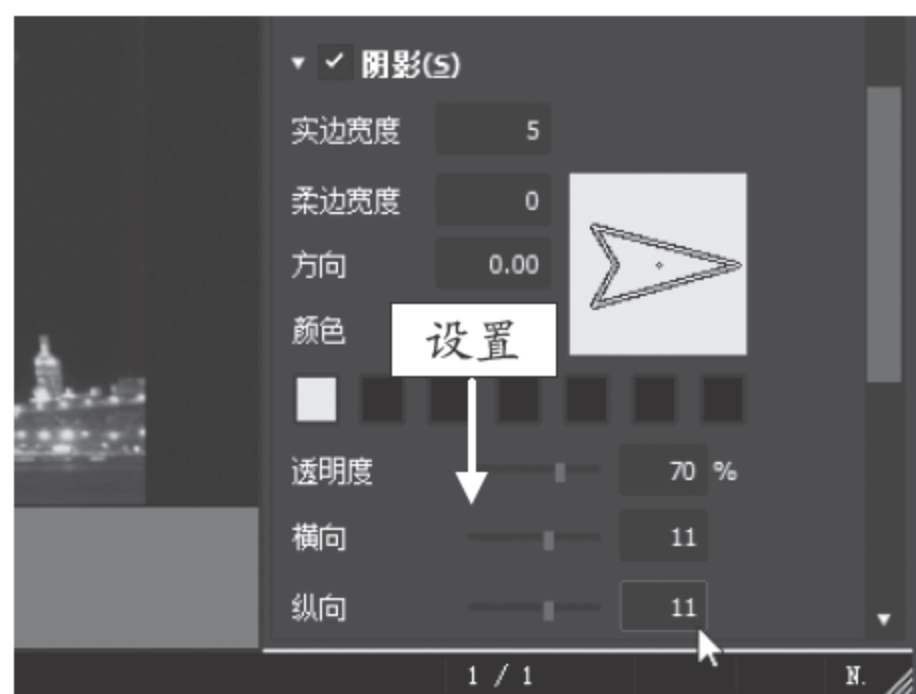 阴影(S)
实边宽度 5
柔边宽度 0
方向 0.00
颜色
设置
透明度 70 %
横向 11
纵向 11
1 / 1
N.